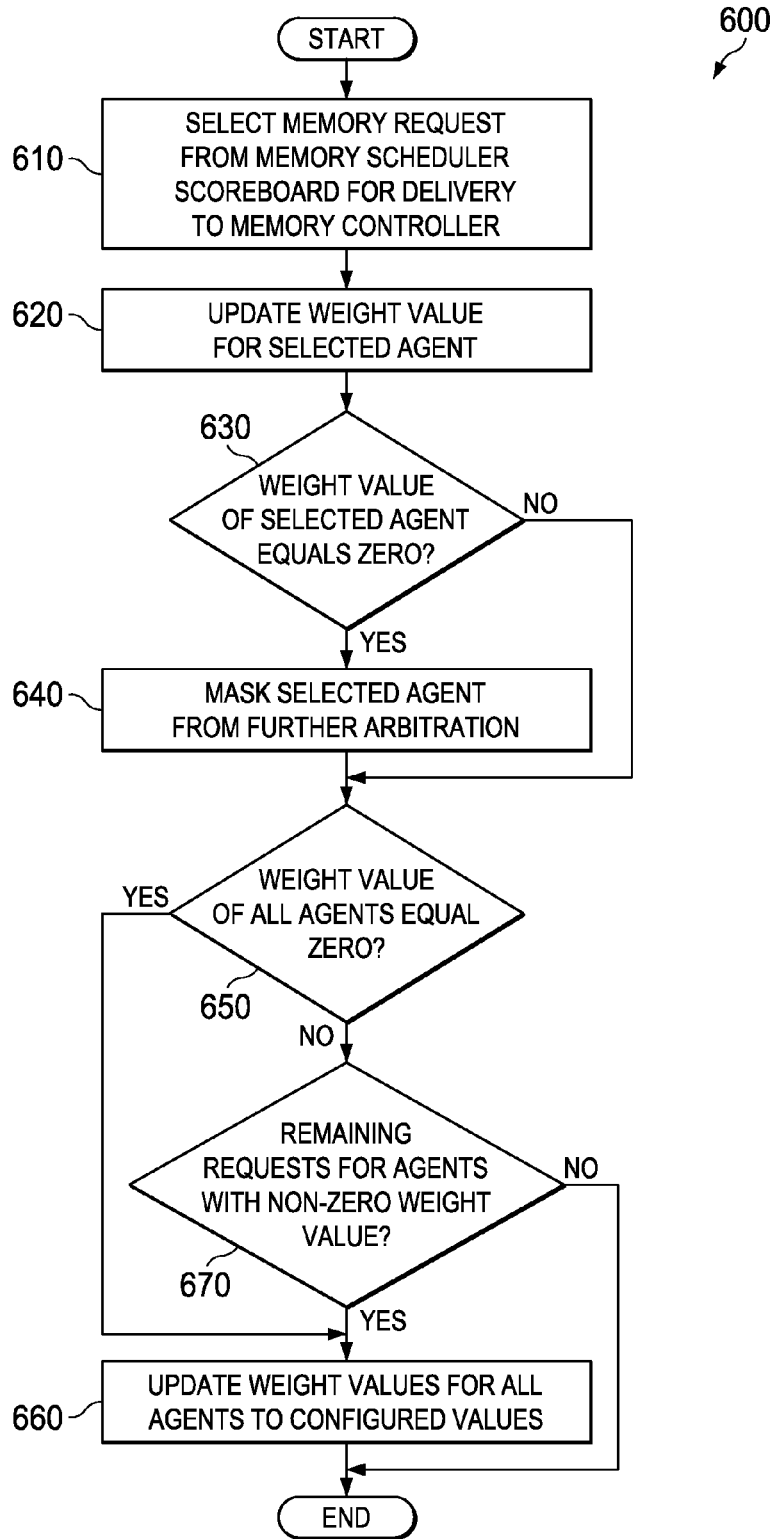 600
START
610
SELECT MEMORY REQUEST
FROM MEMORY SCHEDULER
SCOREBOARD FOR DELIVERY
TO MEMORY CONTROLLER
620
UPDATE WEIGHT VALUE
FOR SELECTED AGENT
630
WEIGHT VALUE
OF SELECTED AGENT
EQUALS ZERO?
NO
YES
640
MASK SELECTED AGENT
FROM FURTHER ARBITRATION
YES
WEIGHT VALUE
OF ALL AGENTS EQUAL
ZERO?
650
NO
REMAINING
REQUESTS FOR AGENTS
WITH NON-ZERO WEIGHT
VALUE?
NO
670
YES
660
UPDATE WEIGHT VALUES FOR ALL
AGENTS TO CONFIGURED VALUES
END